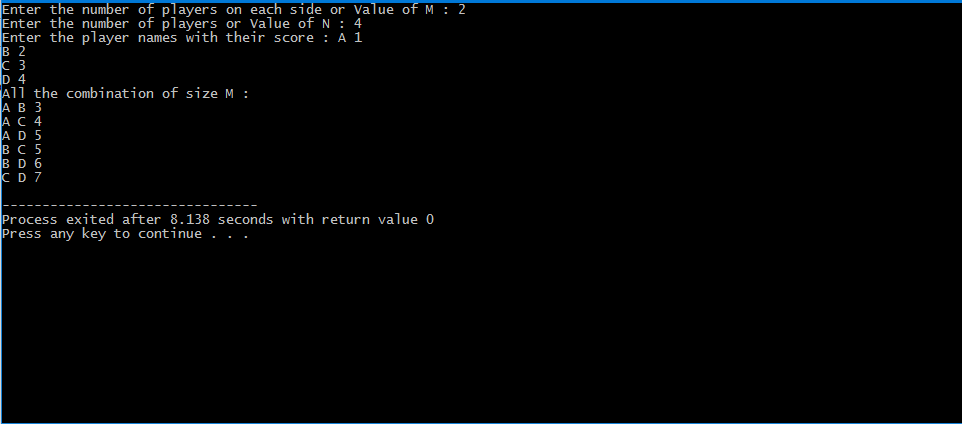 Enter the number of players on each side or Value of M : 2
Enter the number of players or Value of N : 4
Enter the player names with their score : A 1
B 2
C 3
D 4
All the combination of size M :
A B 3
A C 4
A D 5
B C 5
B D 6
C D 7
--------------------------------
Process exited after 8.138 seconds with return value 0
Press any key to continue . . .